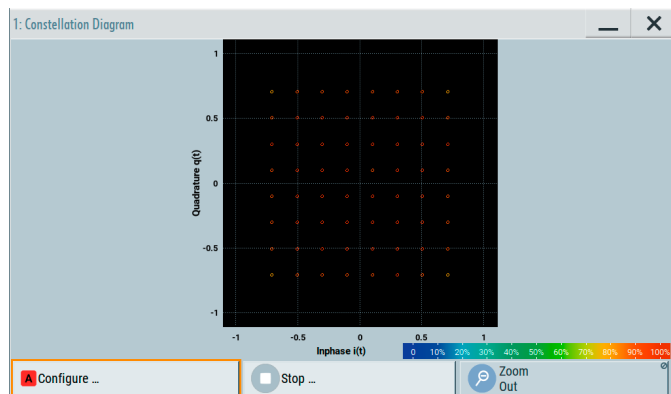 1: Constellation Diagram
1
0.5
0
-0.5
-1
Quadrature q(t)
-1 -0.5 0 0.5 1
Inphase i(t)
0 10% 20% 30% 40% 50% 60% 70% 80% 90% 100%
A Configure ...
Stop ...
Zoom
Out